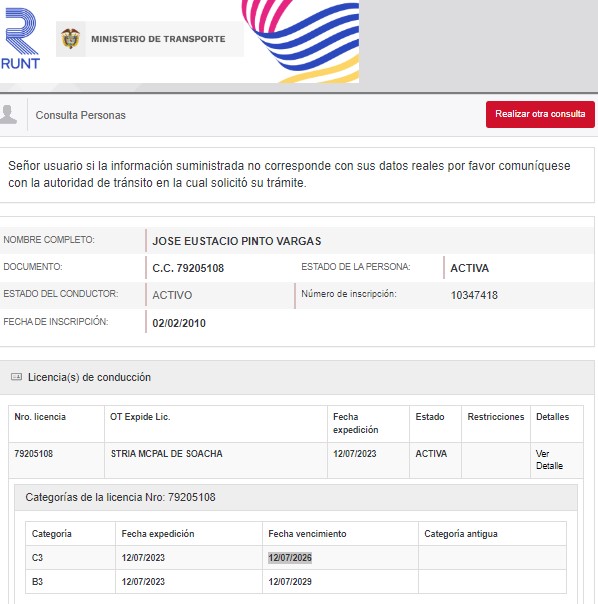 RUNT
MINISTERIO DE TRANSPORTE
Consulta Personas
Realizar otra consulta
Señor usuario si la información suministrada no corresponde con sus datos reales por favor comuníquese
con la autoridad de tránsito en la cual solicitó su trámite.
NOMBRE COMPLETO: JOSE EUSTACIO PINTO VARGAS
DOCUMENTO: C.C. 79205108 ESTADO DE LA PERSONA: ACTIVA
ESTADO DEL CONDUCTOR: ACTIVO Número de inscripción: 10347418
FECHA DE INSCRIPCIÓN: 02/02/2010
Licencia(s) de conducción
Nro. licencia OT Expide Lic. Fecha expedición Estado Restricciones Detalles
79205108 STRIA MCPAL DE SOACHA 12/07/2023 ACTIVA Ver Detalle
Categorías de la licencia Nro: 79205108
Categoría Fecha expedición Fecha vencimiento Categoría antigua
C3 12/07/2023 12/07/2026
B3 12/07/2023 12/07/2029